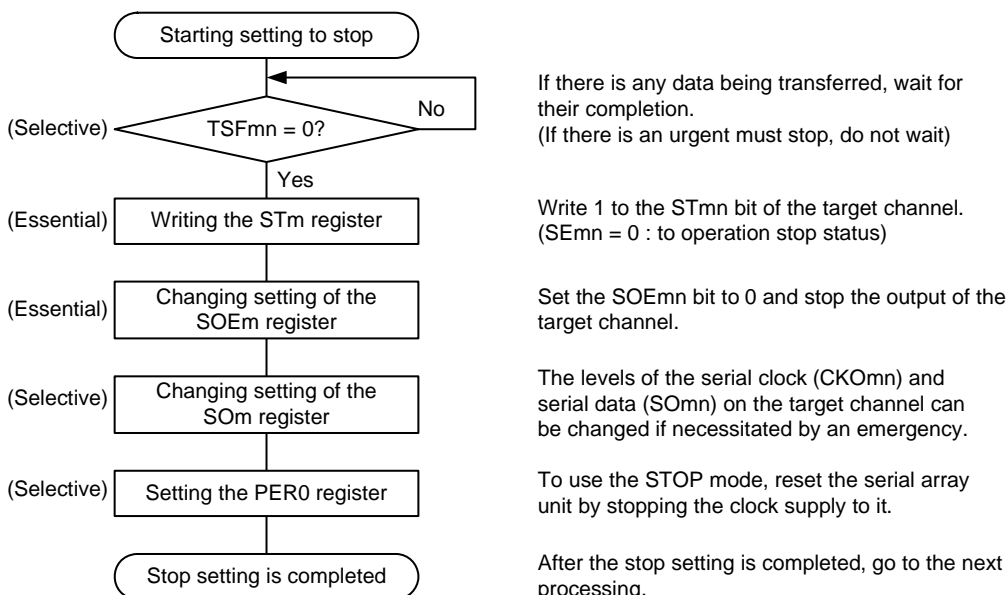 Starting setting to stop
If there is any data being transferred, wait for
their completion.
(If there is an urgent must stop, do not wait)
No
(Selective)
TSFmn = 0?
Yes
(Essential)
Writing the STm register
Write 1 to the STmn bit of the target channel.
(SEmn = 0 : to operation stop status)
(Essential)
Changing setting of the
SOEm register
Set the SOEmn bit to 0 and stop the output of the
target channel.
(Selective)
Changing setting of the
SOm register
The levels of the serial clock (CKOmn) and
serial data (SOmn) on the target channel can
be changed if necessitated by an emergency.
(Selective)
Setting the PER0 register
To use the STOP mode, reset the serial array
unit by stopping the clock supply to it.
Stop setting is completed
After the stop setting is completed, go to the next
processing.